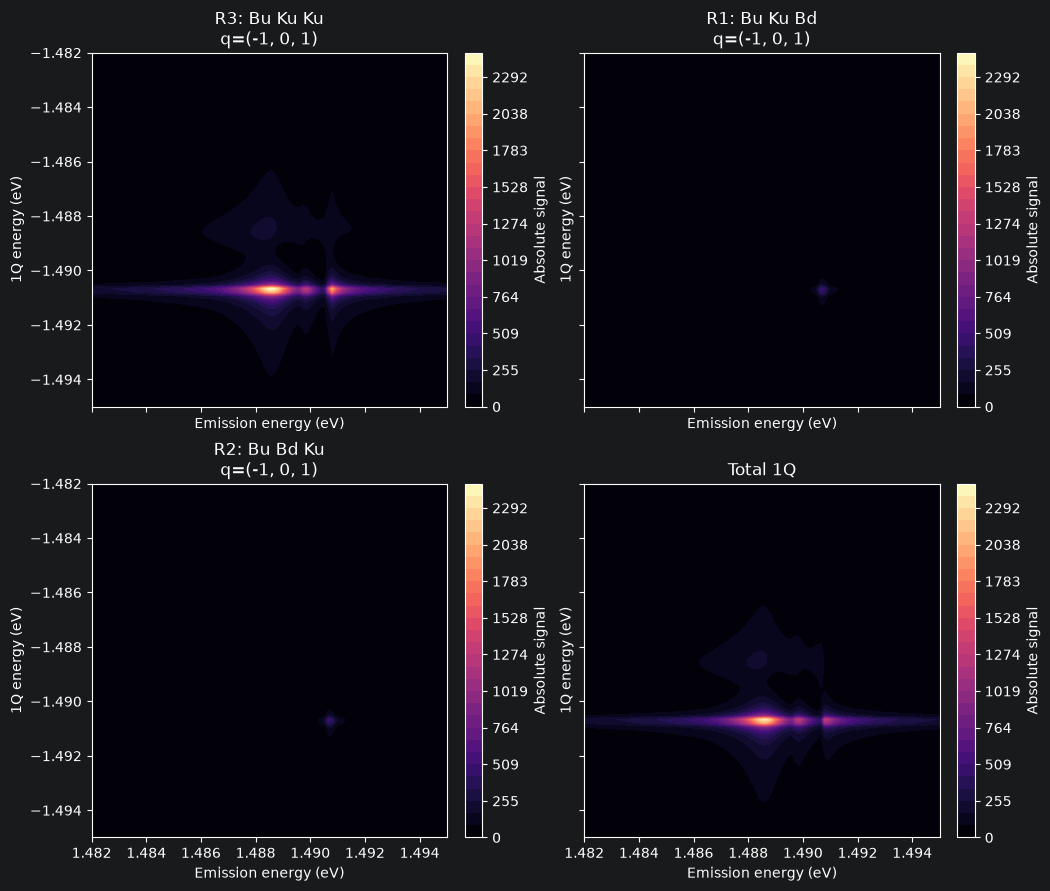 R3: Bu Ku Ku
q=(-1, 0, 1)
−1.482
−1.484
−1.486
−1.488
−1.490
−1.492
−1.494
1Q energy (eV)
Emission energy (eV)
2292
2038
1783
1528
1274
1019
764
509
255
0
Absolute signal
R1: Bu Ku Bd
q=(-1, 0, 1)
1Q energy (eV)
Emission energy (eV)
2292
2038
1783
1528
1274
1019
764
509
255
0
Absolute signal
R2: Bu Bd Ku
q=(-1, 0, 1)
−1.482
−1.484
−1.486
−1.488
−1.490
−1.492
−1.494
1Q energy (eV)
1.482 1.484 1.486 1.488 1.490 1.492 1.494
Emission energy (eV)
2292
2038
1783
1528
1274
1019
764
509
255
0
Absolute signal
Total 1Q
1Q energy (eV)
1.482 1.484 1.486 1.488 1.490 1.492 1.494
Emission energy (eV)
2292
2038
1783
1528
1274
1019
764
509
255
0
Absolute signal